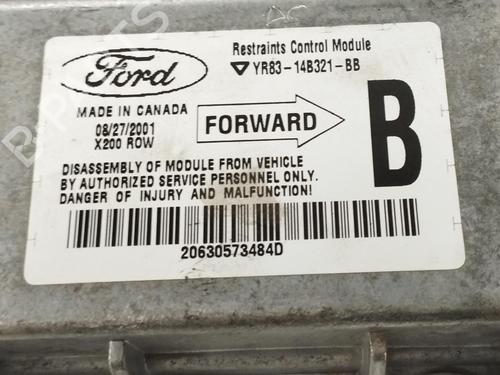 Ford
Restraints Control Module
YR83-14B321-BB
MADE IN CANADA
08/27/2001
X200 ROW
FORWARD
B
DISASSEMBLY OF MODULE FROM VEHICLE
BY AUTHORIZED SERVICE PERSONNEL ONLY.
DANGER OF INJURY AND MALFUNCTION!
20630573484D